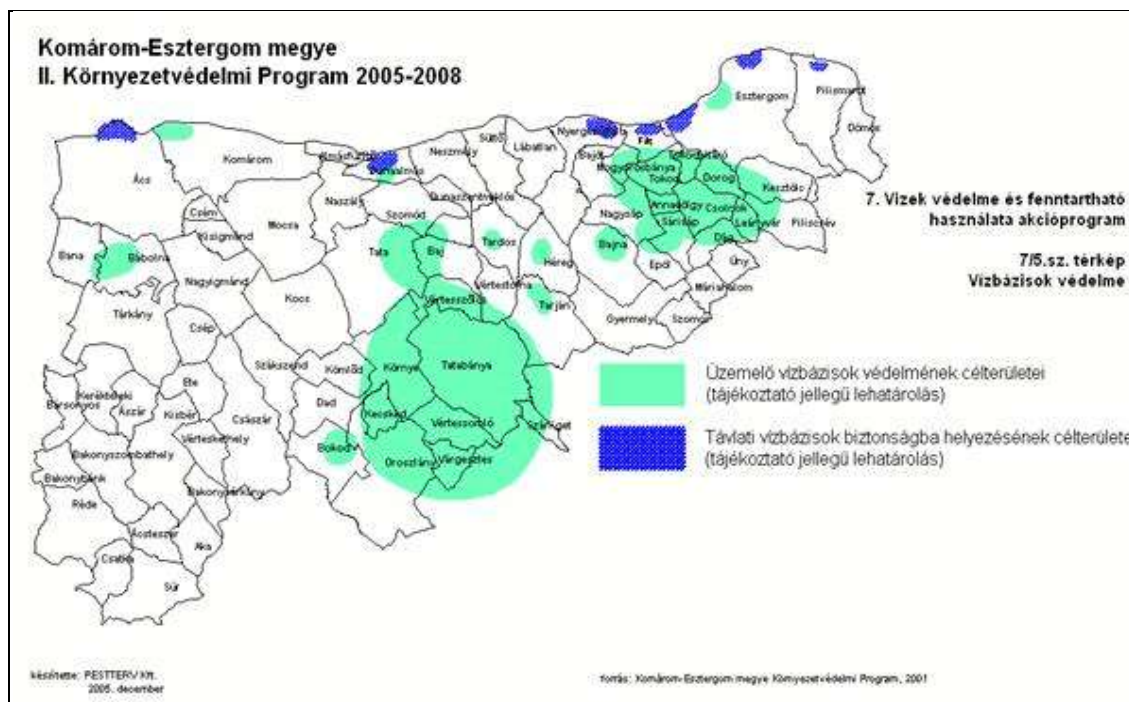 Komárom-Esztergom megye
II. Környezetvédelmi Program 2005-2008
Esztergom
Pilismarót
Dömös
Süttő
Lábatlan
Neszmély
Komárom
Ács
Bajót
Mogyorósbánya
Tokod
Dorog
Kesztölc
Dunaszentmiklós
Naszály
Annavölgy
Csolnok
Sárisáp
Leányvár
Piliscsév
7. Vizek védelme és fenntartható
használata akcióprogram
Csém
Mocsa
Szomód
Nagysáp
Kisigmánd
Bana
Bábolna
Tata
Baj
Tardos
Héreg
Bajna
Epöl
Dág
Úny
7/5.sz. térkép
Vízbázisok védelme
Nagyigmánd
Kocs
Vértesszőlős
Vértestolna
Tarján
Máriahalom
Tárkány
Csép
Gyermely
Szomor
Szákszend
Kömlőd
Környe
Tatabánya
Üzemelő vízbázisok védelmének célterületei
(tájékoztató jellegű lehatárolás)
Ete
Kerékteleki
Bársonyos
Ászár
Kisbér
Császár
Dad
Kecskéd
Vértessomló
Szárliget
Vérteskethely
Bokod
Oroszlány
Várgesztes
Távlati vízbázisok biztonságba helyezésének célterülete
(tájékoztató jellegű lehatárolás)
Bakonyszombathely
Bakonybánk
Bakonysárkány
Réde
Ácsteszér
Aka
Csatka
Súr
készítette: PESTTERV Kft.
2005. december
forrás: Komárom-Esztergom megye Környezetvédelmi Program, 2001